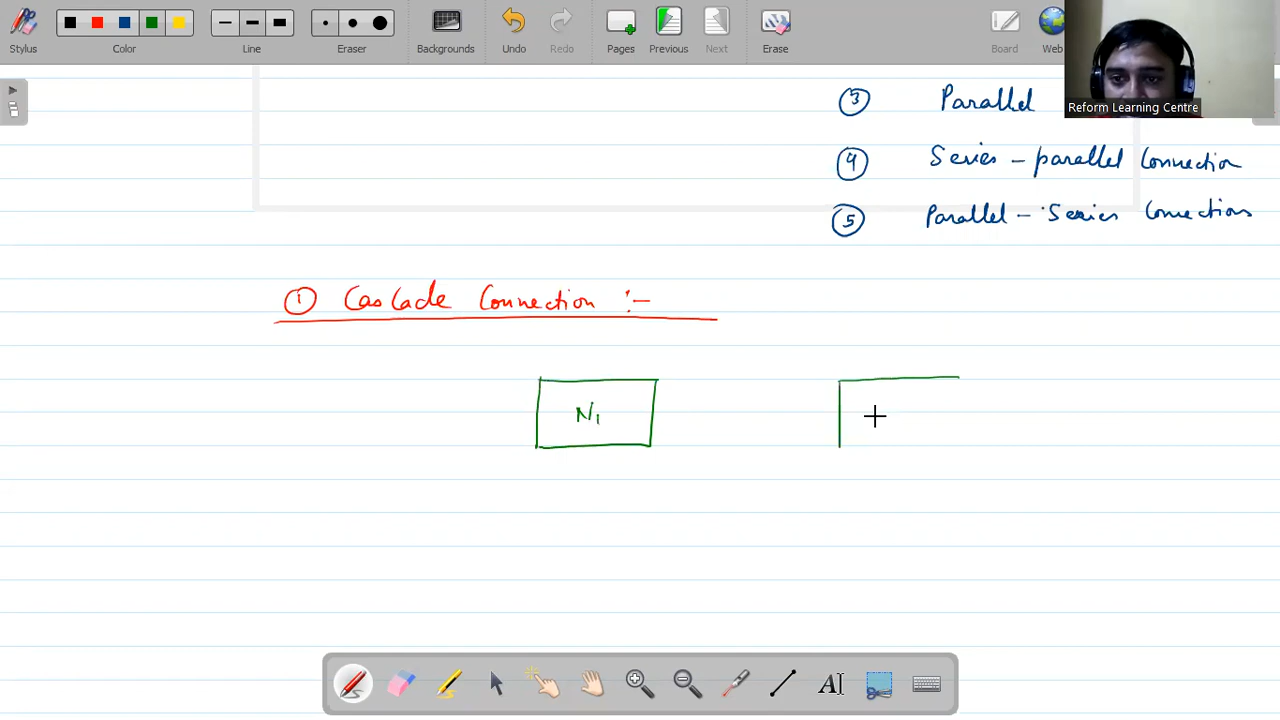 Stylus
Color
Line
Eraser
Backgrounds
Undo
Redo
Pages
Previous
Next
Erase
Board
Web
Reform Learning Centre
③ Parallel
④ Series - parallel Connection
⑤ Parallel - Series Connections
① Cascade Connection :-
N1